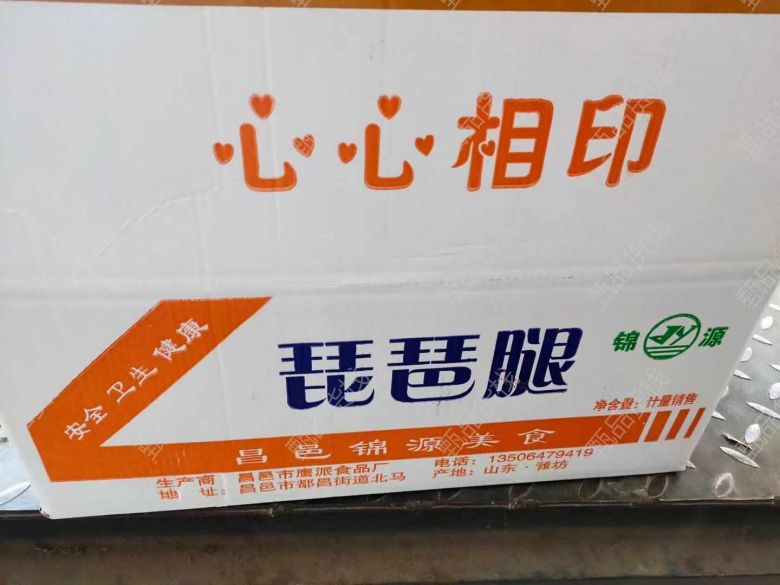 心心相印
安全 卫生 健康
琵琶腿
锦 JY 源
净含量：计量销售
昌邑锦源美食
生产商 昌邑市鹰派食品厂 电话：13506479419
地 址：昌邑市都昌街道北马 产地：山东·潍坊